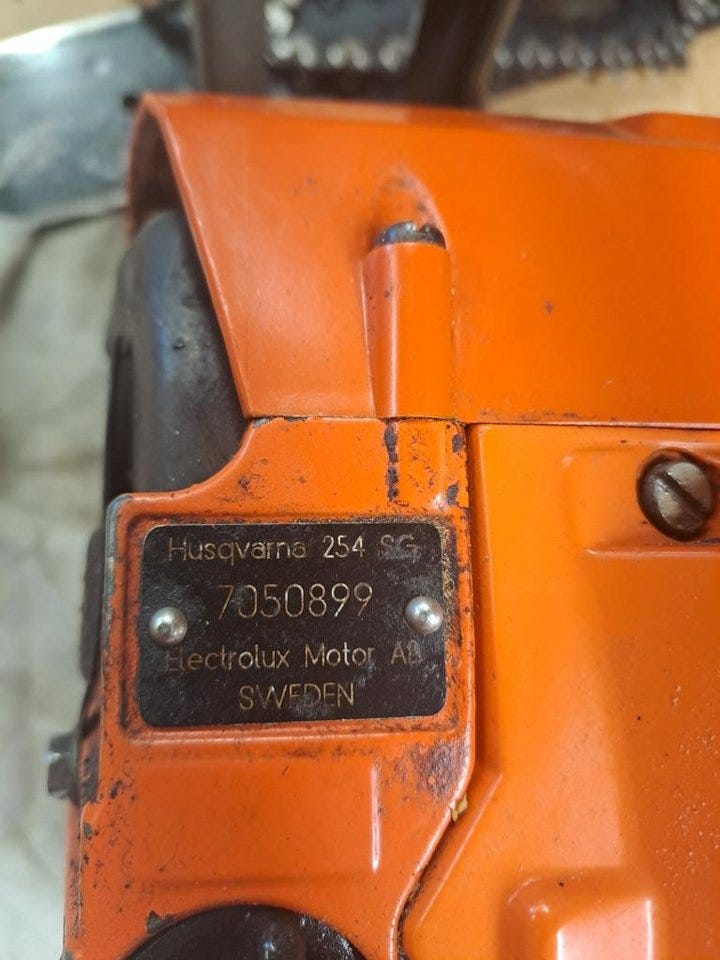 Husqvarna 254 SG
7050899
Electrolux Motor AB
SWEDEN